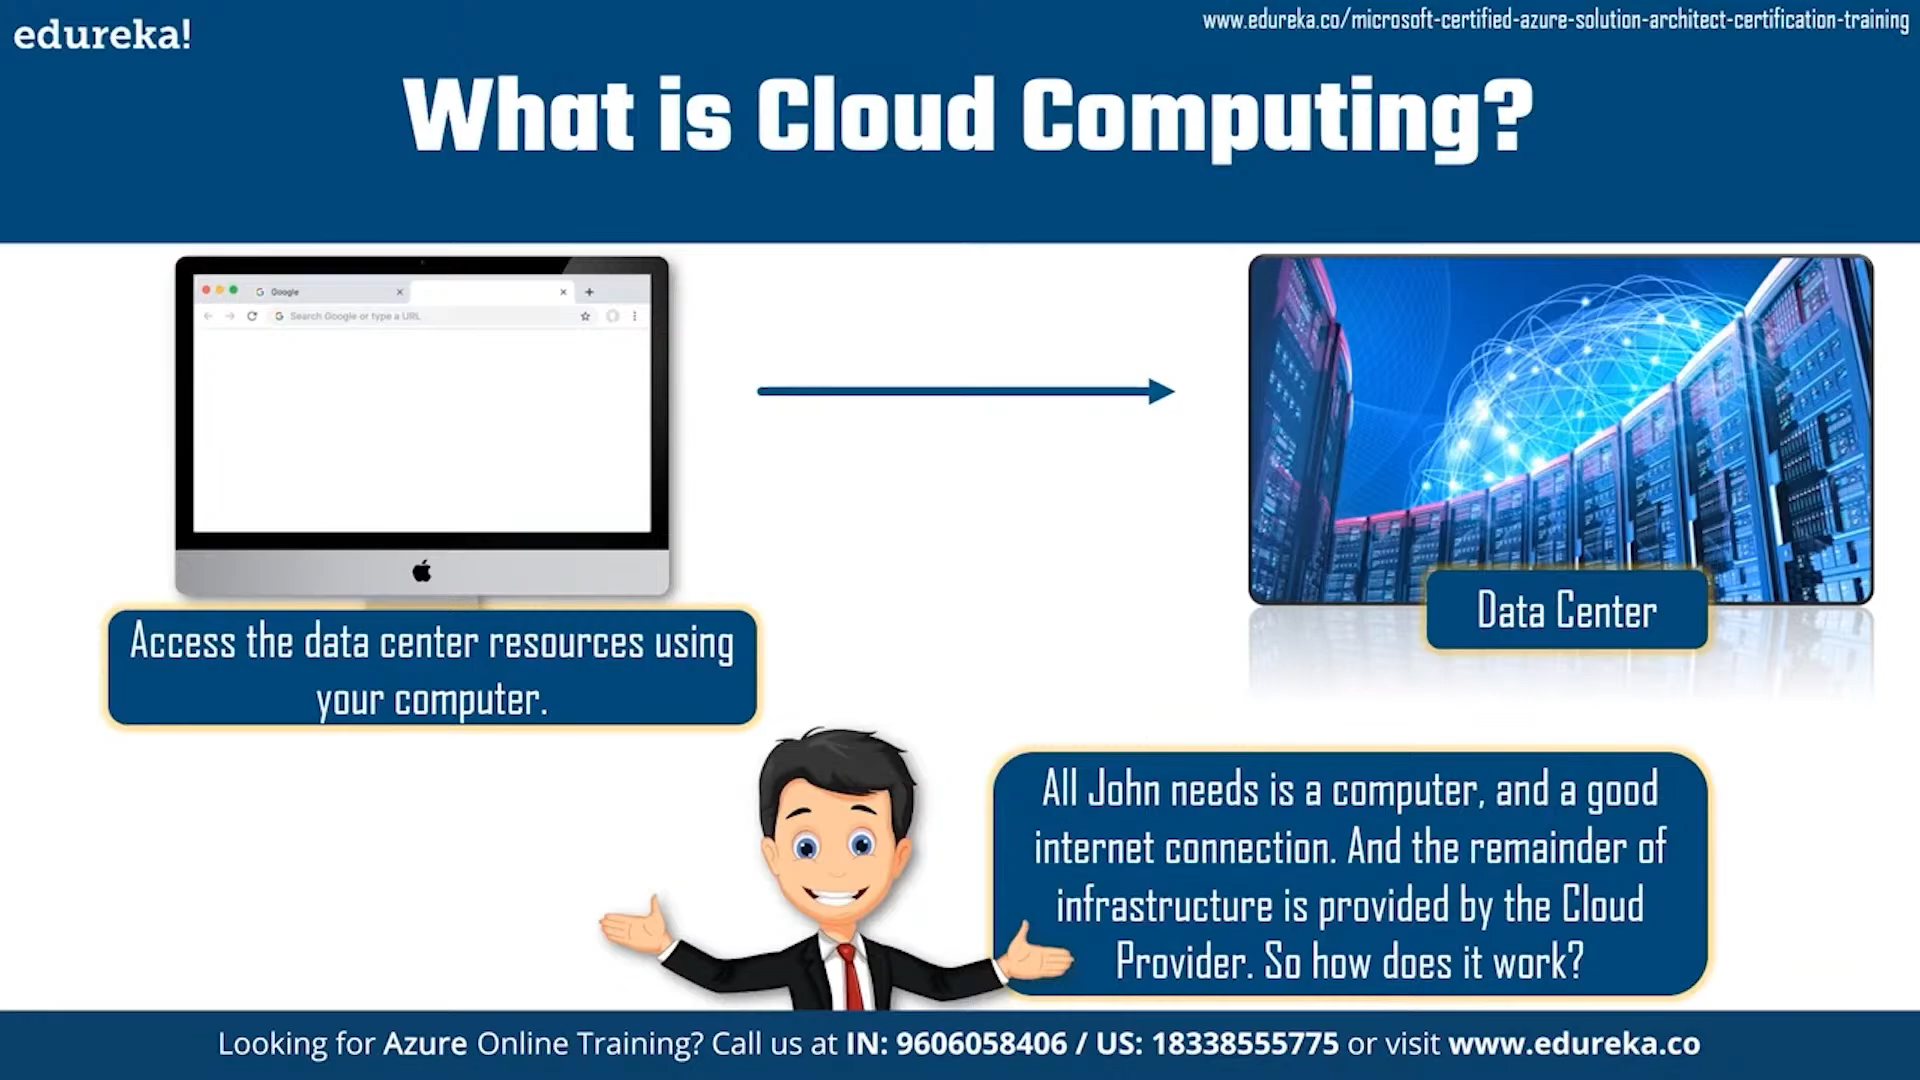 edureka!
www.edureka.co/microsoft-certified-azure-solution-architect-certification-training
What is Cloud Computing?
Google
Search Google or type a URL
Access the data center resources using
your computer.
Data Center
All John needs is a computer, and a good
internet connection. And the remainder of
infrastructure is provided by the Cloud
Provider. So how does it work?
Looking for Azure Online Training? Call us at IN: 9606058406 / US: 18338555775 or visit www.edureka.co